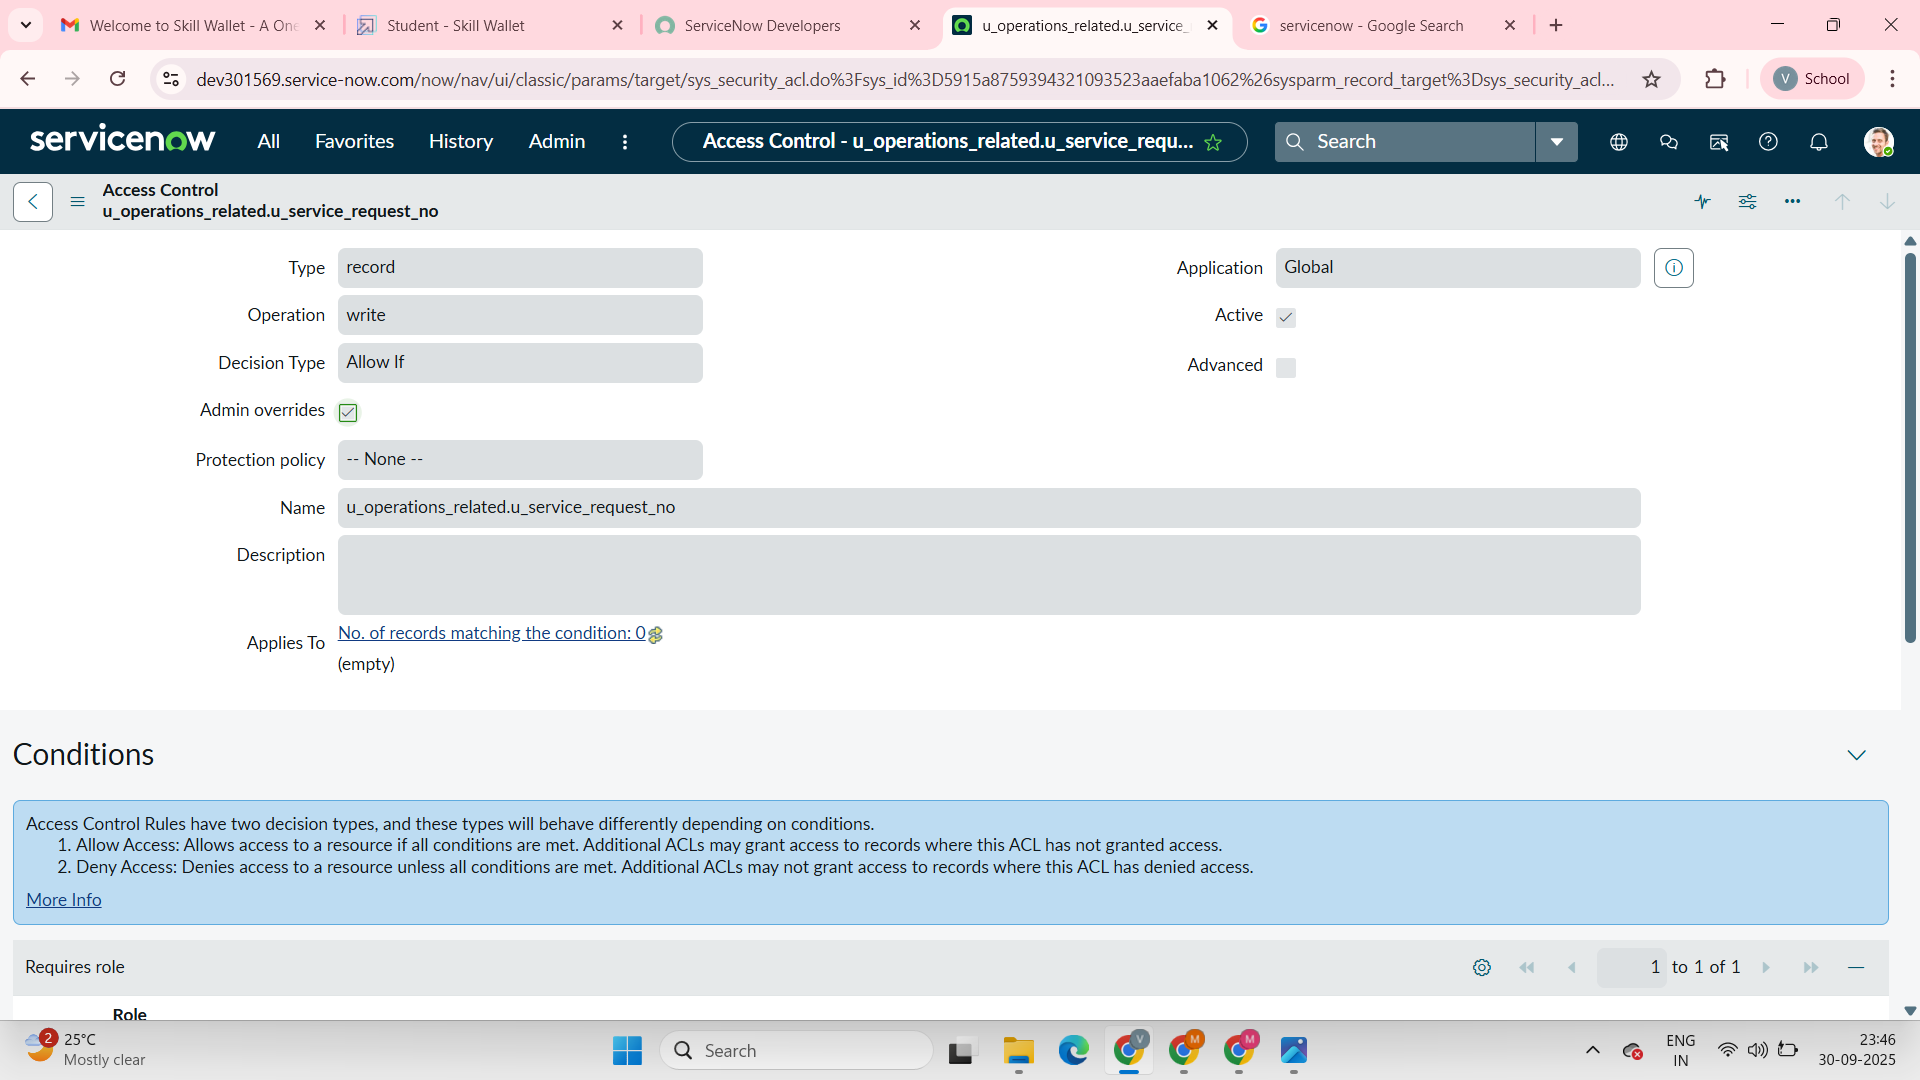 Welcome to Skill Wallet - A One
Student - Skill Wallet
ServiceNow Developers
u_operations_related.u_service_
servicenow - Google Search
dev301569.service-now.com/now/nav/ui/classic/params/target/sys_security_acl.do%3Fsys_id%3D5915a8759394321093523aaefaba1062%26sysparm_record_target%3Dsys_security_acl...
V School
servicenow All Favorites History Admin Access Control - u_operations_related.u_service_requ... Search
Access Control
u_operations_related.u_service_request_no
Type record
Application Global
Operation write
Active
Decision Type Allow If
Advanced
Admin overrides
Protection policy -- None --
Name u_operations_related.u_service_request_no
Description
Applies To No. of records matching the condition: 0
(empty)
Conditions
Access Control Rules have two decision types, and these types will behave differently depending on conditions.
1. Allow Access: Allows access to a resource if all conditions are met. Additional ACLs may grant access to records where this ACL has not granted access.
2. Deny Access: Denies access to a resource unless all conditions are met. Additional ACLs may not grant access to records where this ACL has denied access.
More Info
Requires role 1 to 1 of 1
Role
2
25°C
Mostly clear
Search
V
M
M
ENG
IN
23:46
30-09-2025